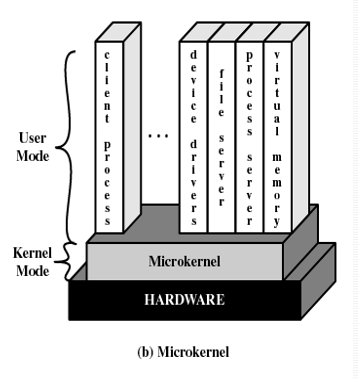 client process
...
device drivers
file server
process server
virtual memory
User
Mode
Kernel
Mode
Microkernel
HARDWARE
(b) Microkernel